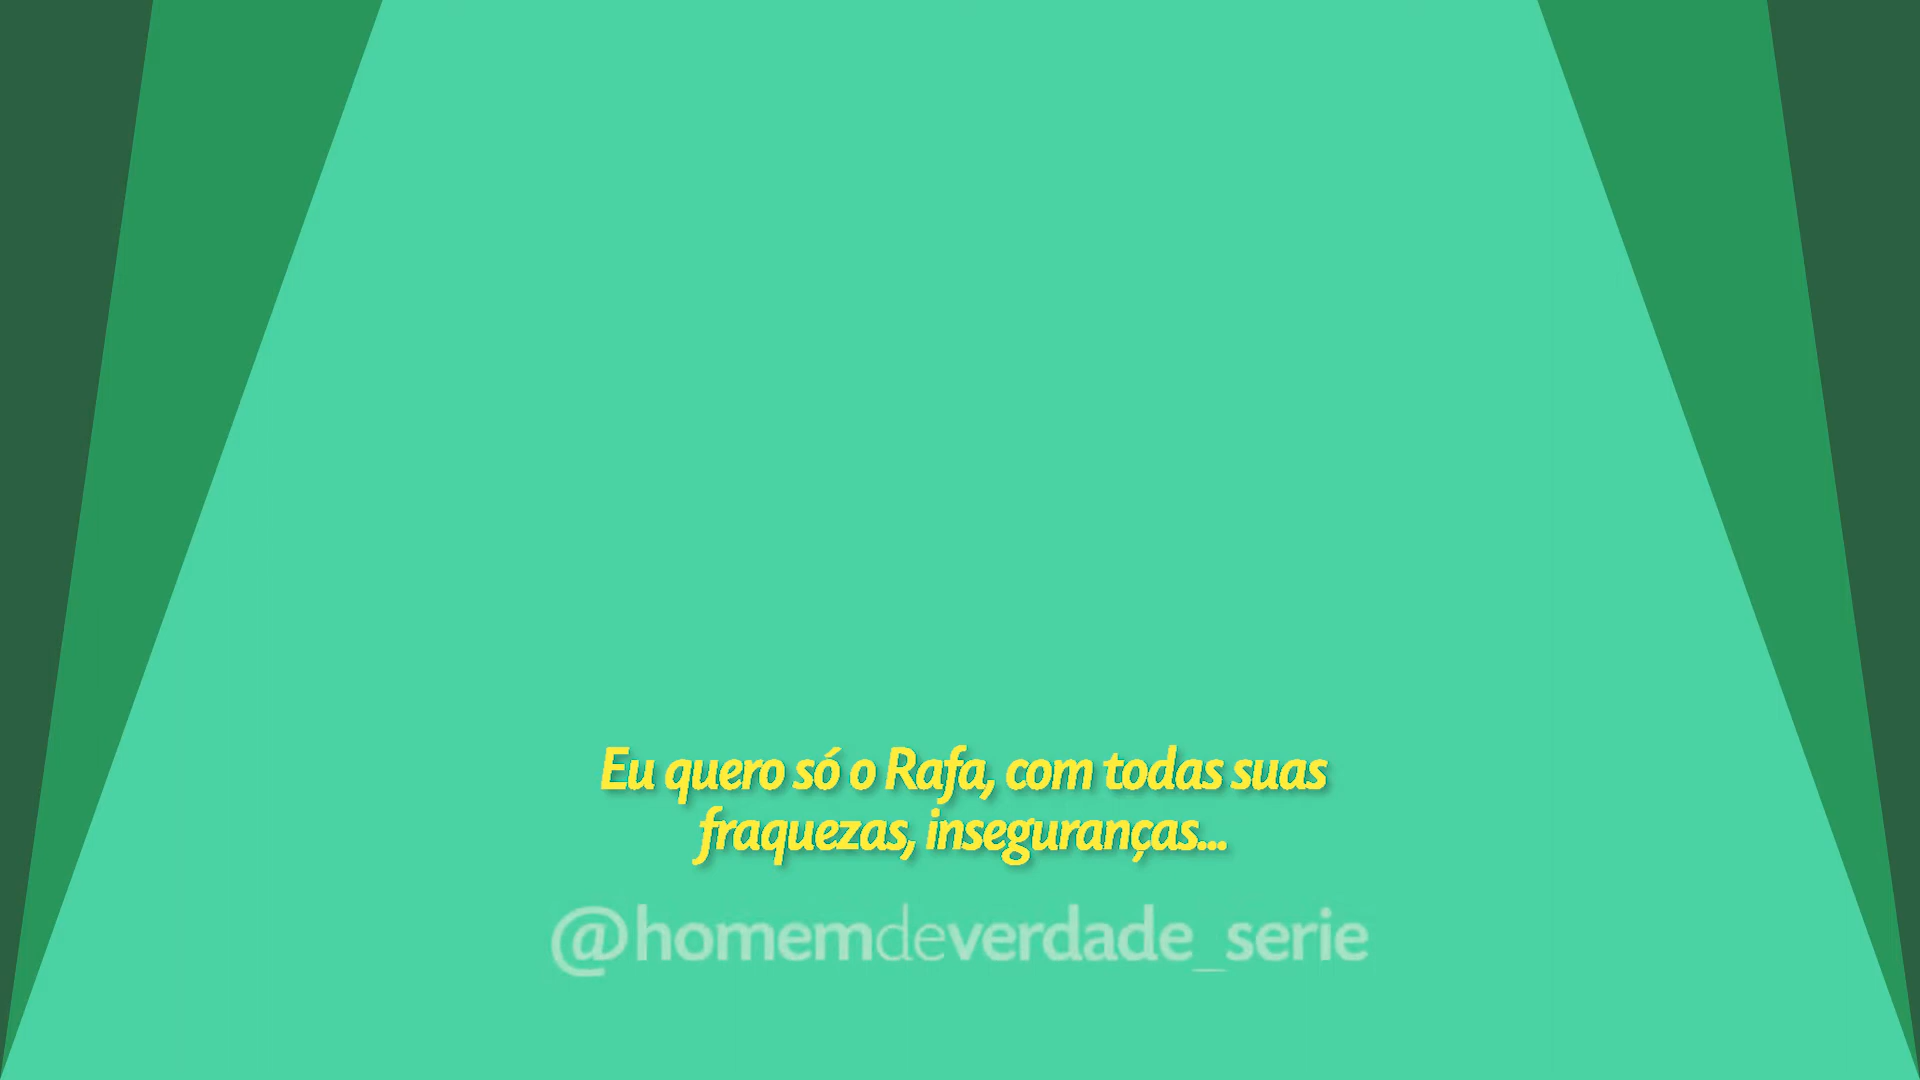 Eu quero só o Rafa, com todas suas
fraquezas, inseguranças...
@homemdeverdade_serie